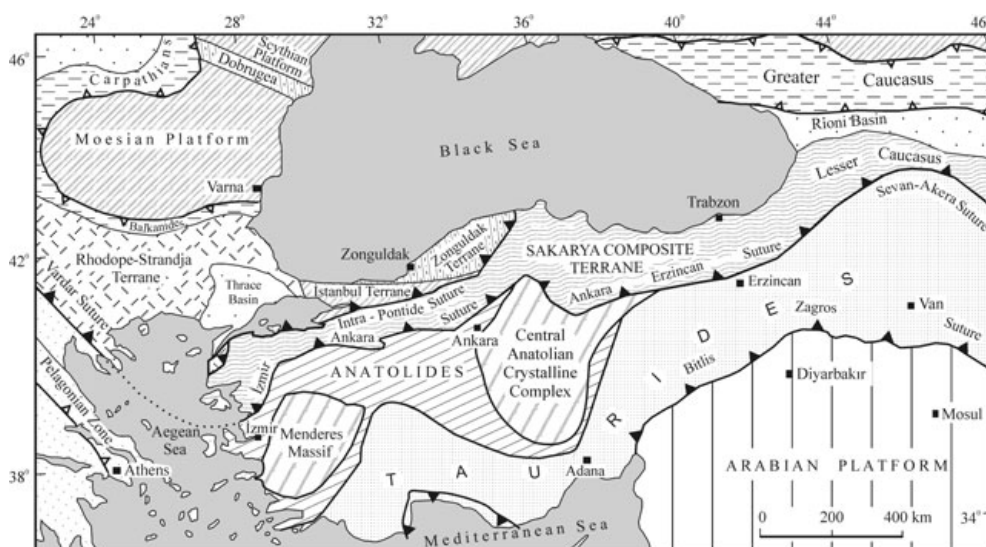 24° 28° 32° 36° 40° 44° 46°
46°
Carpathians
Scythian
Platform
Dobrugea
Greater Caucasus
Rioni Basin
Moesian Platform
Black Sea
Lesser Caucasus
Varna
Sevan-Akera Suture
Trabzon
Balkanides
Zonguldak
Zonguldak
Terrane
42°
Rhodope-Strandja
Terrane
SAKARYA COMPOSITE
TERRANE
Vardar Suture
Thrace
Basin
Istanbul Terrane
Intra - Pontide Suture
Ankara Erzincan Suture
Erzincan
Izmir Ankara Suture
Ankara
Central
Anatolian
Crystalline
Complex
Van
ANATOLIDES
Bitlis Zagros Suture
Diyarbakır
Pelagonian Zone
Aegean
Sea
Izmir
Menderes
Massif
Mosul
38°
Athens
TAURIDES
Adana
ARABIAN PLATFORM
Mediterranean Sea
0 200 400 km
34°